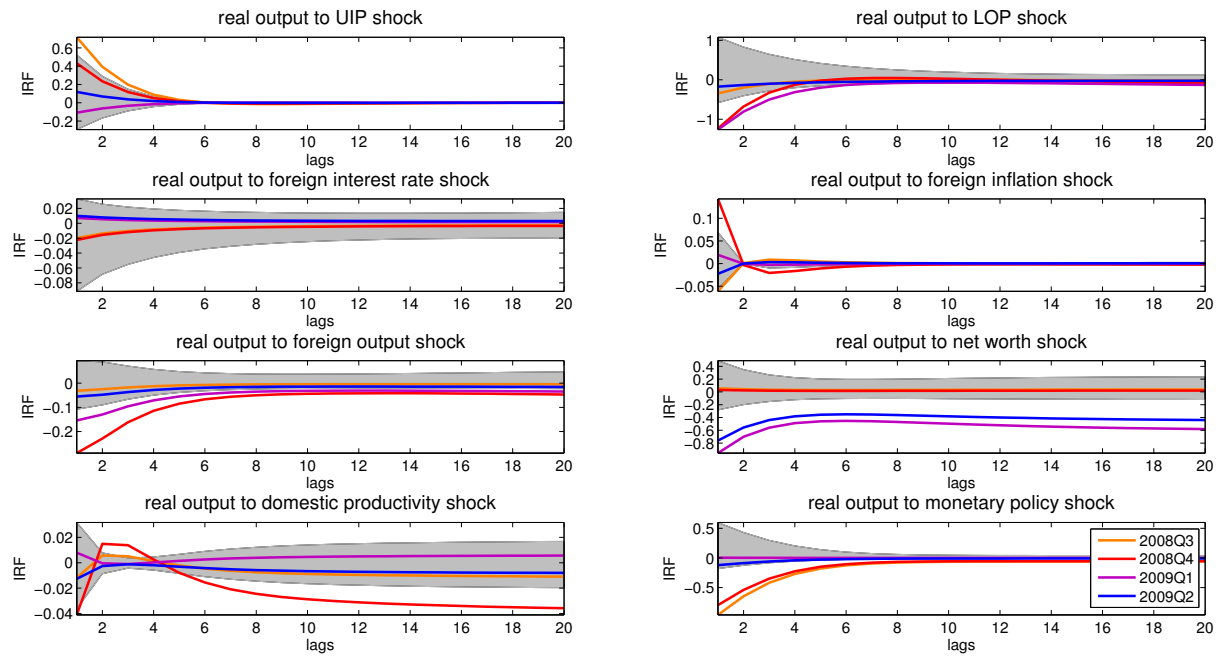 real output to UIP shock
IRF
0.6
0.4
0.2
0
−0.2
2 4 6 8 10 12 14 16 18 20
lags
real output to LOP shock
IRF
1
0
−1
2 4 6 8 10 12 14 16 18 20
lags
real output to foreign interest rate shock
IRF
0.02
0
−0.02
−0.04
−0.06
−0.08
2 4 6 8 10 12 14 16 18 20
lags
real output to foreign inflation shock
IRF
0.1
0.05
0
−0.05
2 4 6 8 10 12 14 16 18 20
lags
real output to foreign output shock
IRF
0
−0.1
−0.2
2 4 6 8 10 12 14 16 18 20
lags
real output to net worth shock
IRF
0.4
0.2
0
−0.2
−0.4
−0.6
−0.8
2 4 6 8 10 12 14 16 18 20
lags
real output to domestic productivity shock
IRF
0.02
0
−0.02
−0.04
2 4 6 8 10 12 14 16 18 20
lags
real output to monetary policy shock
IRF
0.5
0
−0.5
2 4 6 8 10 12 14 16 18 20
lags
2008Q3
2008Q4
2009Q1
2009Q2